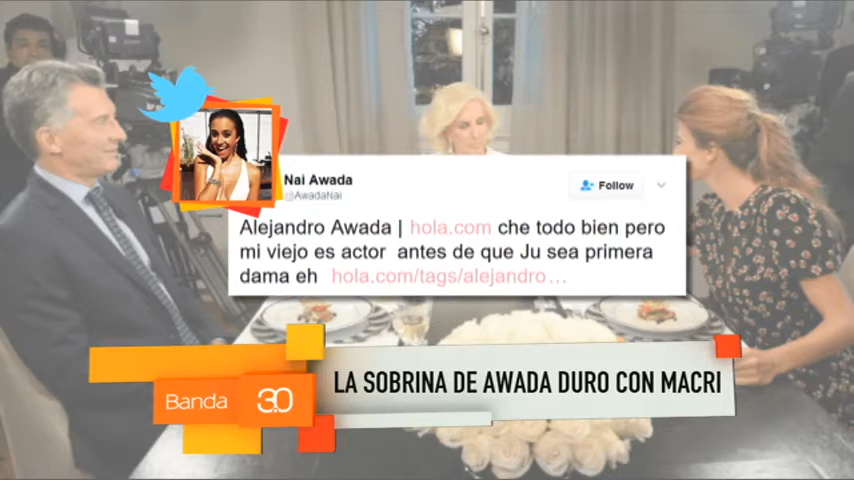 Nai Awada
@AwadaNai
Follow
Alejandro Awada | hola.com che todo bien pero
mi viejo es actor antes de que Ju sea primera
dama eh hola.com/tags/alejandro…
LA SOBRINA DE AWADA DURO CON MACRI
Banda 3.0